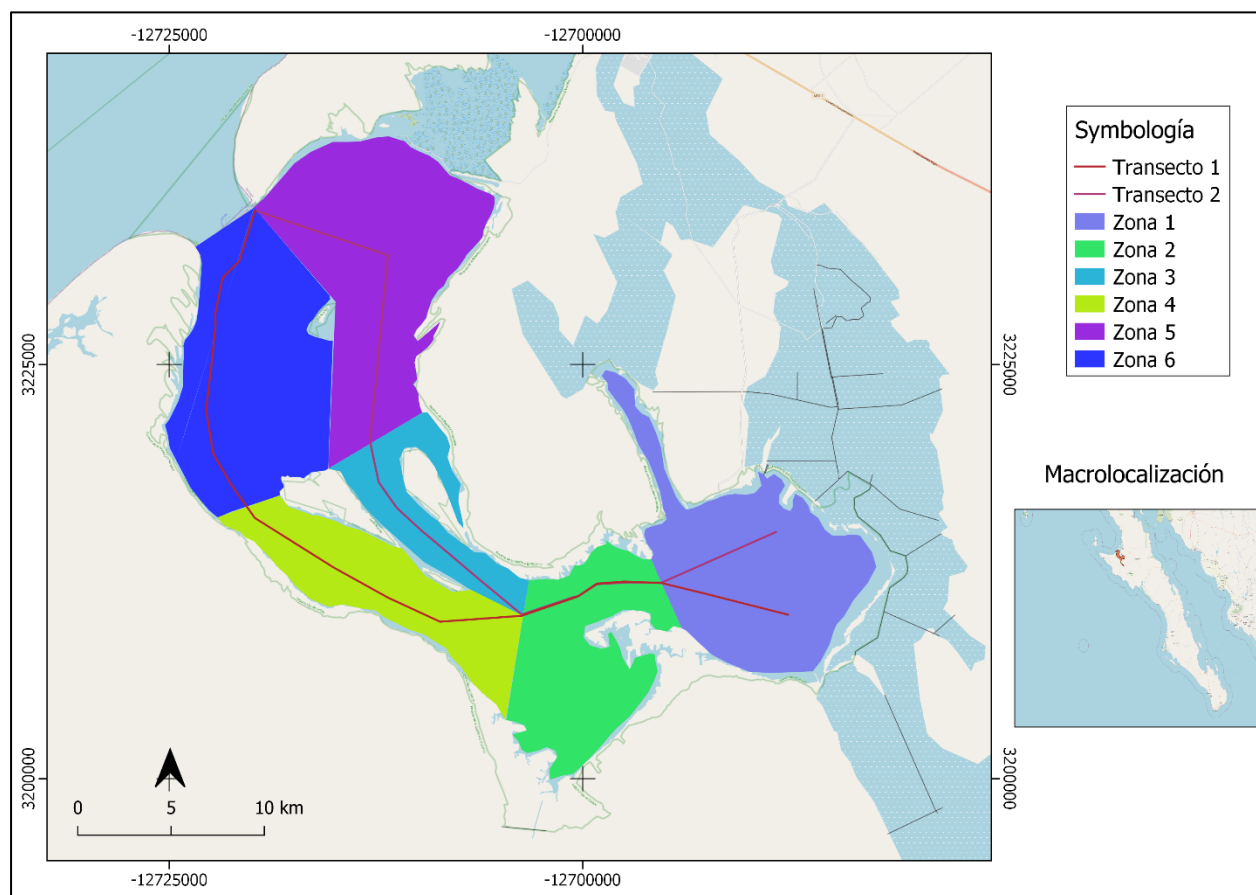 -12725000
-12700000
Symbología
Transecto 1
Transecto 2
Zona 1
Zona 2
Zona 3
Zona 4
Zona 5
Zona 6
3225000
3225000
Macrolocalización
3200000
3200000
0
5
10 km
-12725000
-12700000